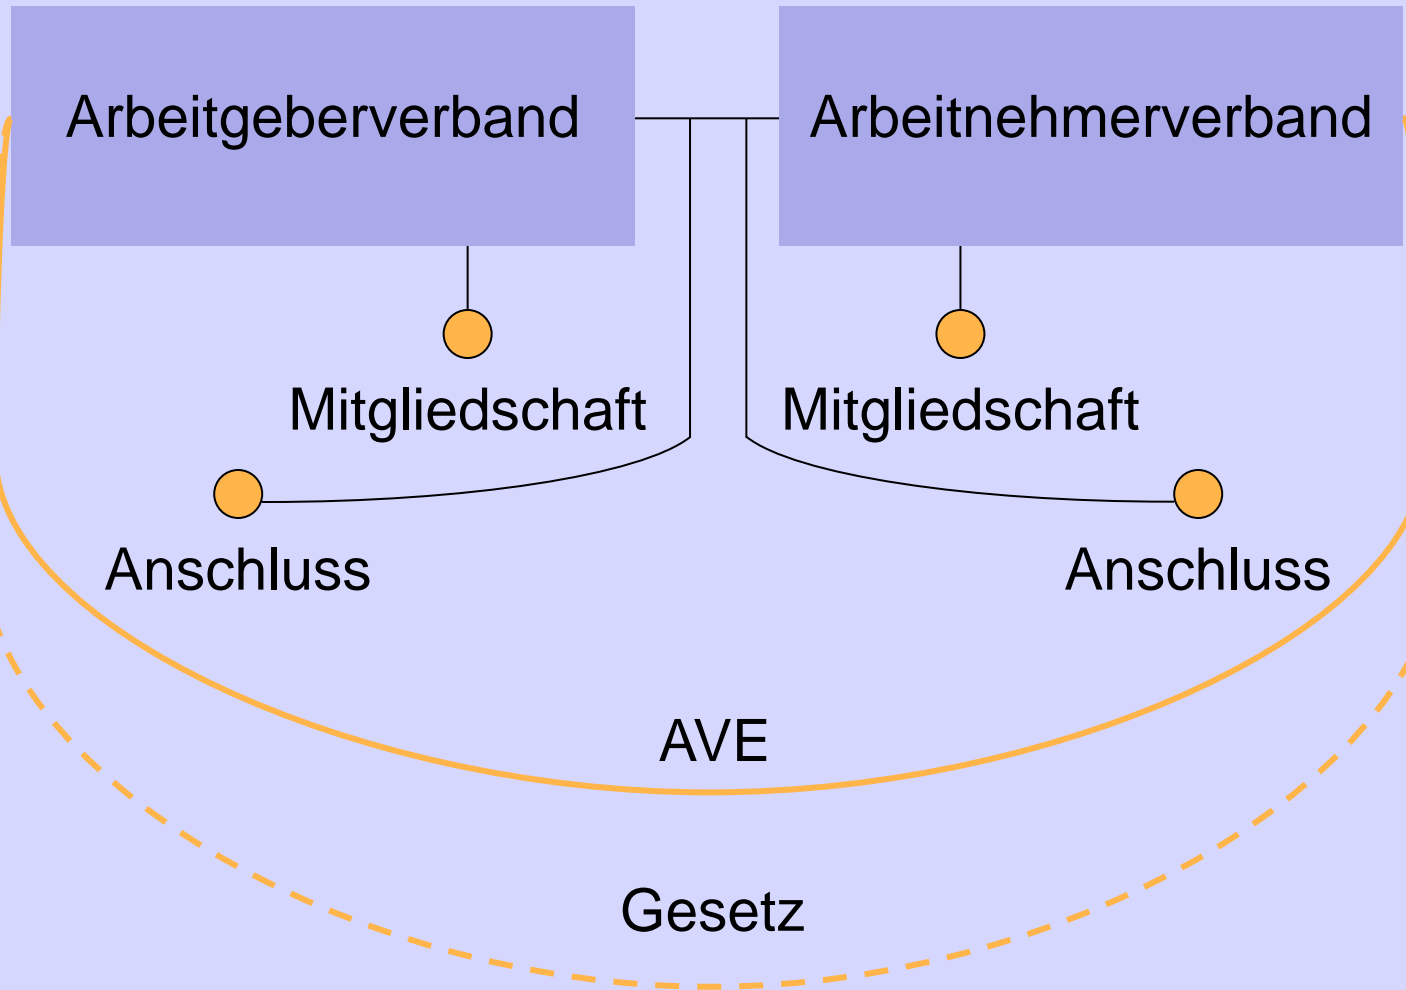 Arbeitgeberverband
Arbeitnehmerverband
Mitgliedschaft
Mitgliedschaft
Anschluss
Anschluss
AVE
Gesetz